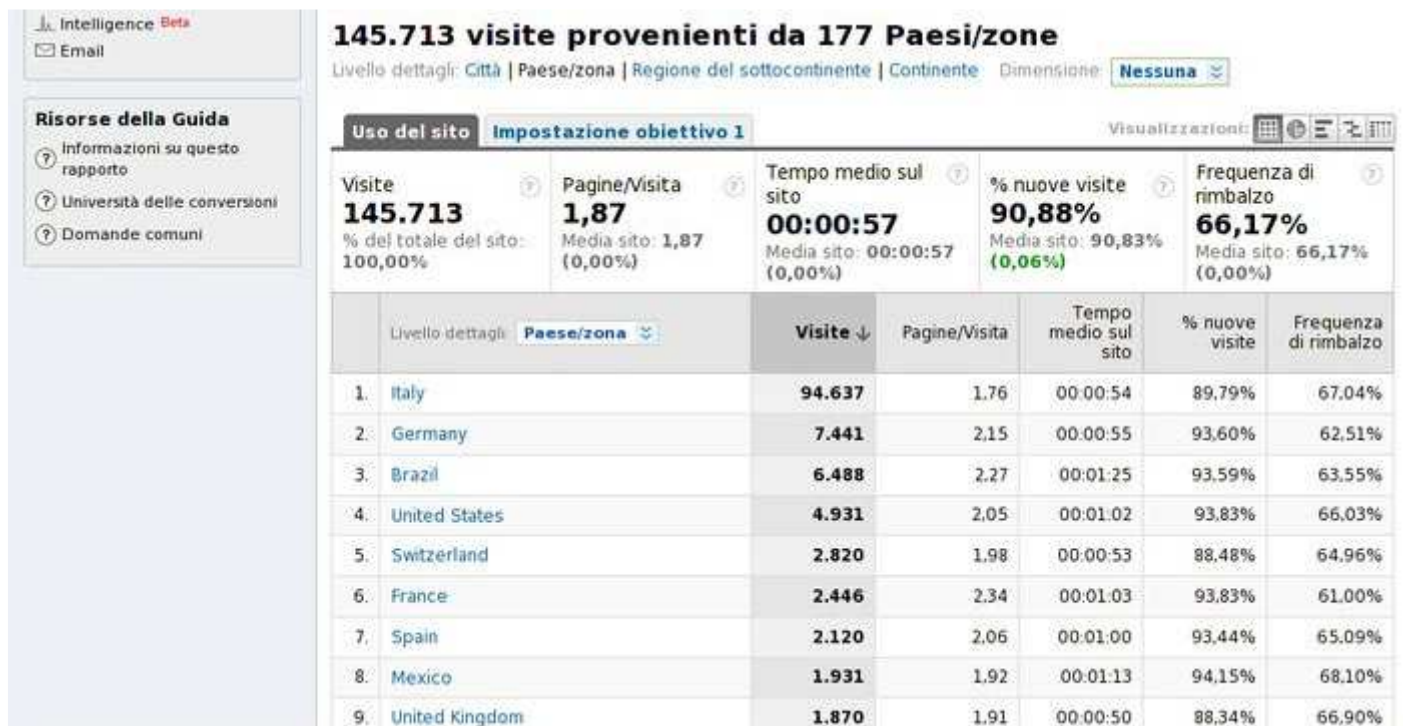 Intelligence Beta
Email
Risorse della Guida
Informazioni su questo
rapporto
Università delle conversioni
Domande comuni
145.713 visite provenienti da 177 Paesi/zone
Livello dettagli: Città | Paese/zona | Regione del sottocontinente | Continente Dimensione: Nessuna
Uso del sito Impostazione obiettivo 1 Visualizzazioni:
Visite
145.713
% del totale del sito:
100,00%
Pagine/Visita
1,87
Media sito: 1,87
(0,00%)
Tempo medio sul
sito
00:00:57
Media sito: 00:00:57
(0,00%)
% nuove visite
90,88%
Media sito: 90,83%
(0,06%)
Frequenza di
rimbalzo
66,17%
Media sito: 66,17%
(0,00%)
Livello dettagli: Paese/zona Visite ↓ Pagine/Visita Tempo medio sul sito % nuove visite Frequenza di rimbalzo
1. Italy 94.637 1,76 00:00:54 89,79% 67,04%
2. Germany 7.441 2,15 00:00:55 93,60% 62,51%
3. Brazil 6.488 2,27 00:01:25 93,59% 63,55%
4. United States 4.931 2,05 00:01:02 93,83% 66,03%
5. Switzerland 2.820 1,98 00:00:53 88,48% 64,96%
6. France 2.446 2,34 00:01:03 93,83% 61,00%
7. Spain 2.120 2,06 00:01:00 93,44% 65,09%
8. Mexico 1.931 1,92 00:01:13 94,15% 68,10%
9. United Kingdom 1.870 1,91 00:00:50 88,34% 66,90%